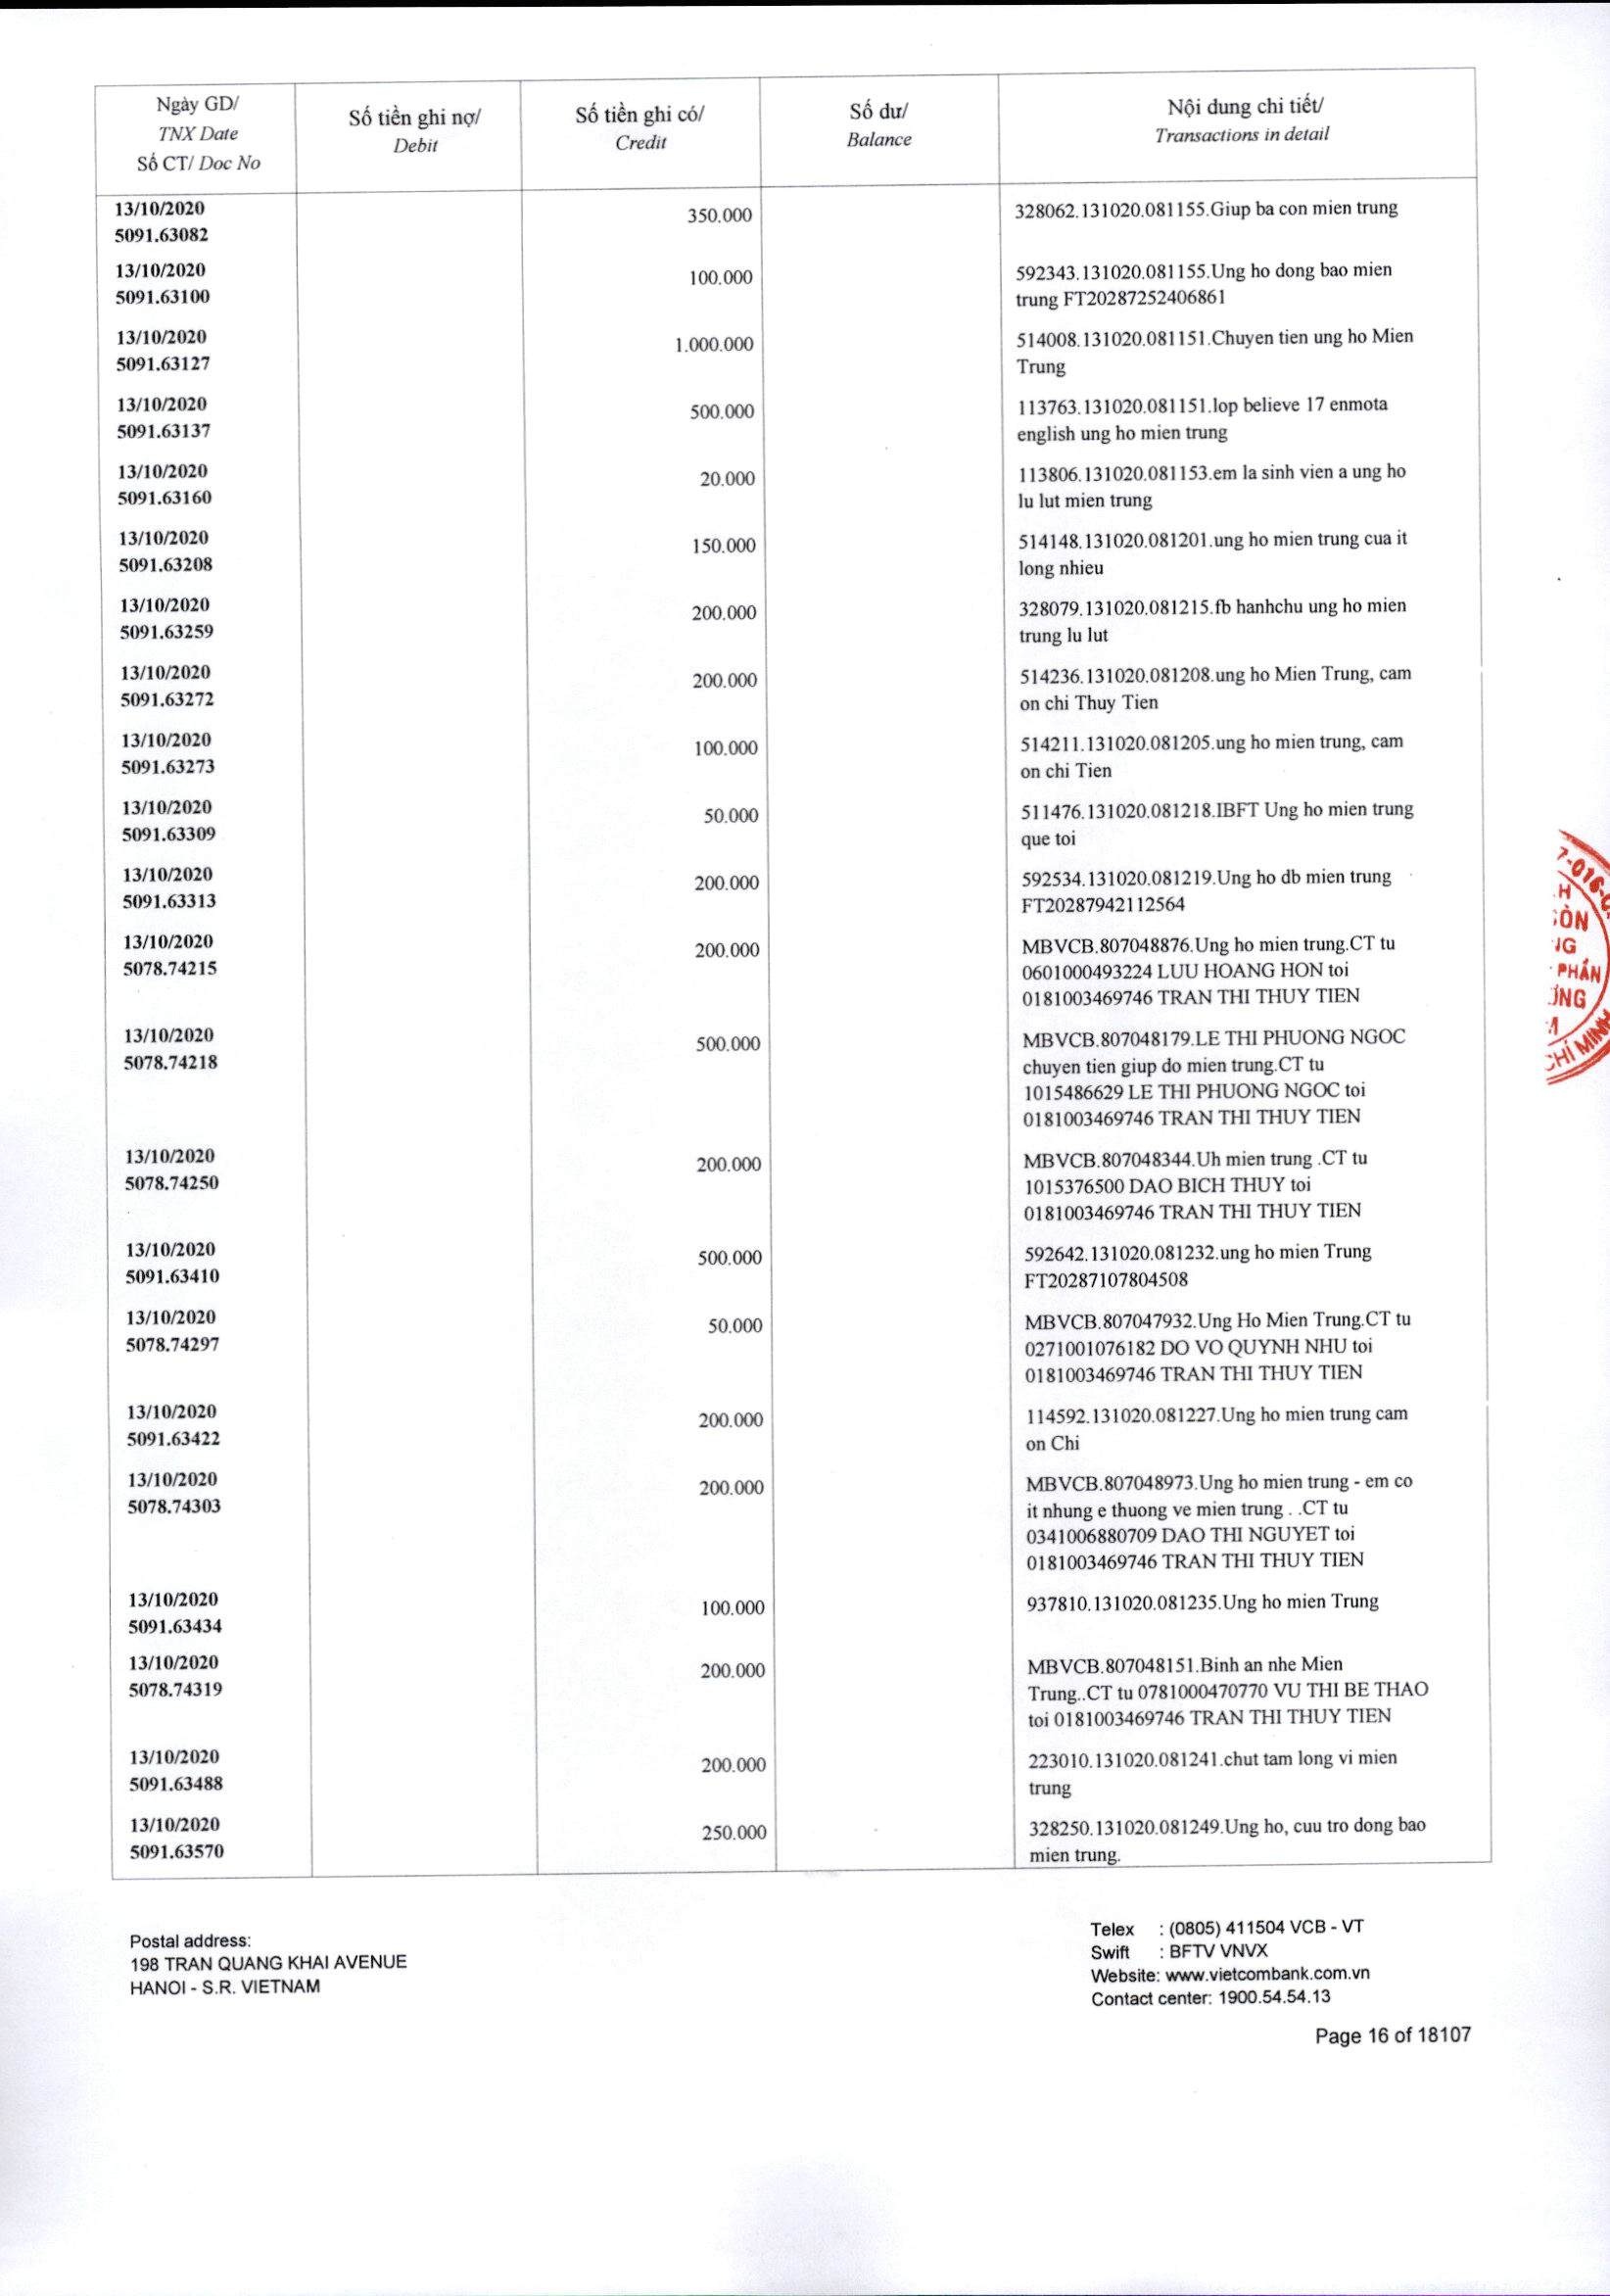 Ngày GD/
TNX Date
Số CT/ Doc No
Số tiền ghi nợ/
Debit
Số tiền ghi có/
Credit
Số dư/
Balance
Nội dung chi tiết/
Transactions in detail
13/10/2020
5091.63082
350.000
328062.131020.081155.Giup ba con mien trung
13/10/2020
5091.63100
100.000
592343.131020.081155.Ung ho dong bao mien
trung FT20287252406861
13/10/2020
5091.63127
1.000.000
514008.131020.081151.Chuyen tien ung ho Mien
Trung
13/10/2020
5091.63137
500.000
113763.131020.081151.lop believe 17 enmota
english ung ho mien trung
13/10/2020
5091.63160
20.000
113806.131020.081153.em la sinh vien a ung ho
lu lut mien trung
13/10/2020
5091.63208
150.000
514148.131020.081201.ung ho mien trung cua it
long nhieu
13/10/2020
5091.63259
200.000
328079.131020.081215.fb hanhchu ung ho mien
trung lu lut
13/10/2020
5091.63272
200.000
514236.131020.081208.ung ho Mien Trung, cam
on chi Thuy Tien
13/10/2020
5091.63273
100.000
514211.131020.081205.ung ho mien trung, cam
on chi Tien
13/10/2020
5091.63309
50.000
511476.131020.081218.IBFT Ung ho mien trung
que toi
13/10/2020
5091.63313
200.000
592534.131020.081219.Ung ho db mien trung
FT20287942112564
13/10/2020
5078.74215
200.000
MBVCB.807048876.Ung ho mien trung.CT tu
0601000493224 LUU HOANG HON toi
0181003469746 TRAN THI THUY TIEN
13/10/2020
5078.74218
500.000
MBVCB.807048179.LE THI PHUONG NGOC
chuyen tien giup do mien trung.CT tu
1015486629 LE THI PHUONG NGOC toi
0181003469746 TRAN THI THUY TIEN
13/10/2020
5078.74250
200.000
MBVCB.807048344.Uh mien trung .CT tu
1015376500 DAO BICH THUY toi
0181003469746 TRAN THI THUY TIEN
13/10/2020
5091.63410
500.000
592642.131020.081232.ung ho mien Trung
FT20287107804508
13/10/2020
5078.74297
50.000
MBVCB.807047932.Ung Ho Mien Trung.CT tu
0271001076182 DO VO QUYNH NHU toi
0181003469746 TRAN THI THUY TIEN
13/10/2020
5091.63422
200.000
114592.131020.081227.Ung ho mien trung cam
on Chi
13/10/2020
5078.74303
200.000
MBVCB.807048973.Ung ho mien trung - em co
it nhung e thuong ve mien trung . .CT tu
0341006880709 DAO THI NGUYET toi
0181003469746 TRAN THI THUY TIEN
13/10/2020
5091.63434
100.000
937810.131020.081235.Ung ho mien Trung
13/10/2020
5078.74319
200.000
MBVCB.807048151.Binh an nhe Mien
Trung..CT tu 0781000470770 VU THI BE THAO
toi 0181003469746 TRAN THI THUY TIEN
13/10/2020
5091.63488
200.000
223010.131020.081241.chut tam long vi mien
trung
13/10/2020
5091.63570
250.000
328250.131020.081249.Ung ho, cuu tro dong bao
mien trung.
PHẦN
CHÍ MINH
Postal address:
198 TRAN QUANG KHAI AVENUE
HANOI - S.R. VIETNAM
Telex : (0805) 411504 VCB - VT
Swift : BFTV VNVX
Website: www.vietcombank.com.vn
Contact center: 1900.54.54.13
Page 16 of 18107